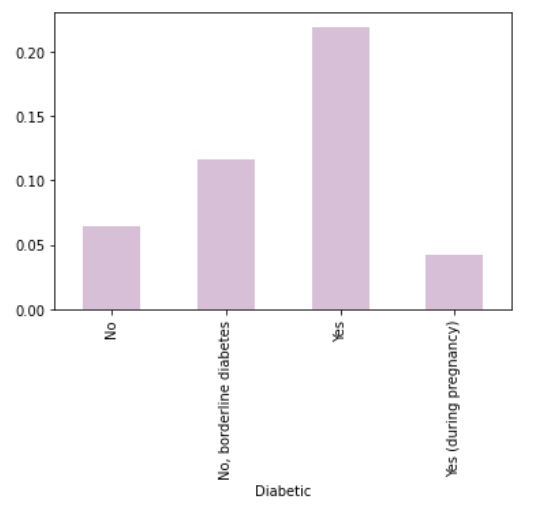 0.20
0.15
0.10
0.05
0.00
No
No, borderline diabetes
Yes
Yes (during pregnancy)
Diabetic